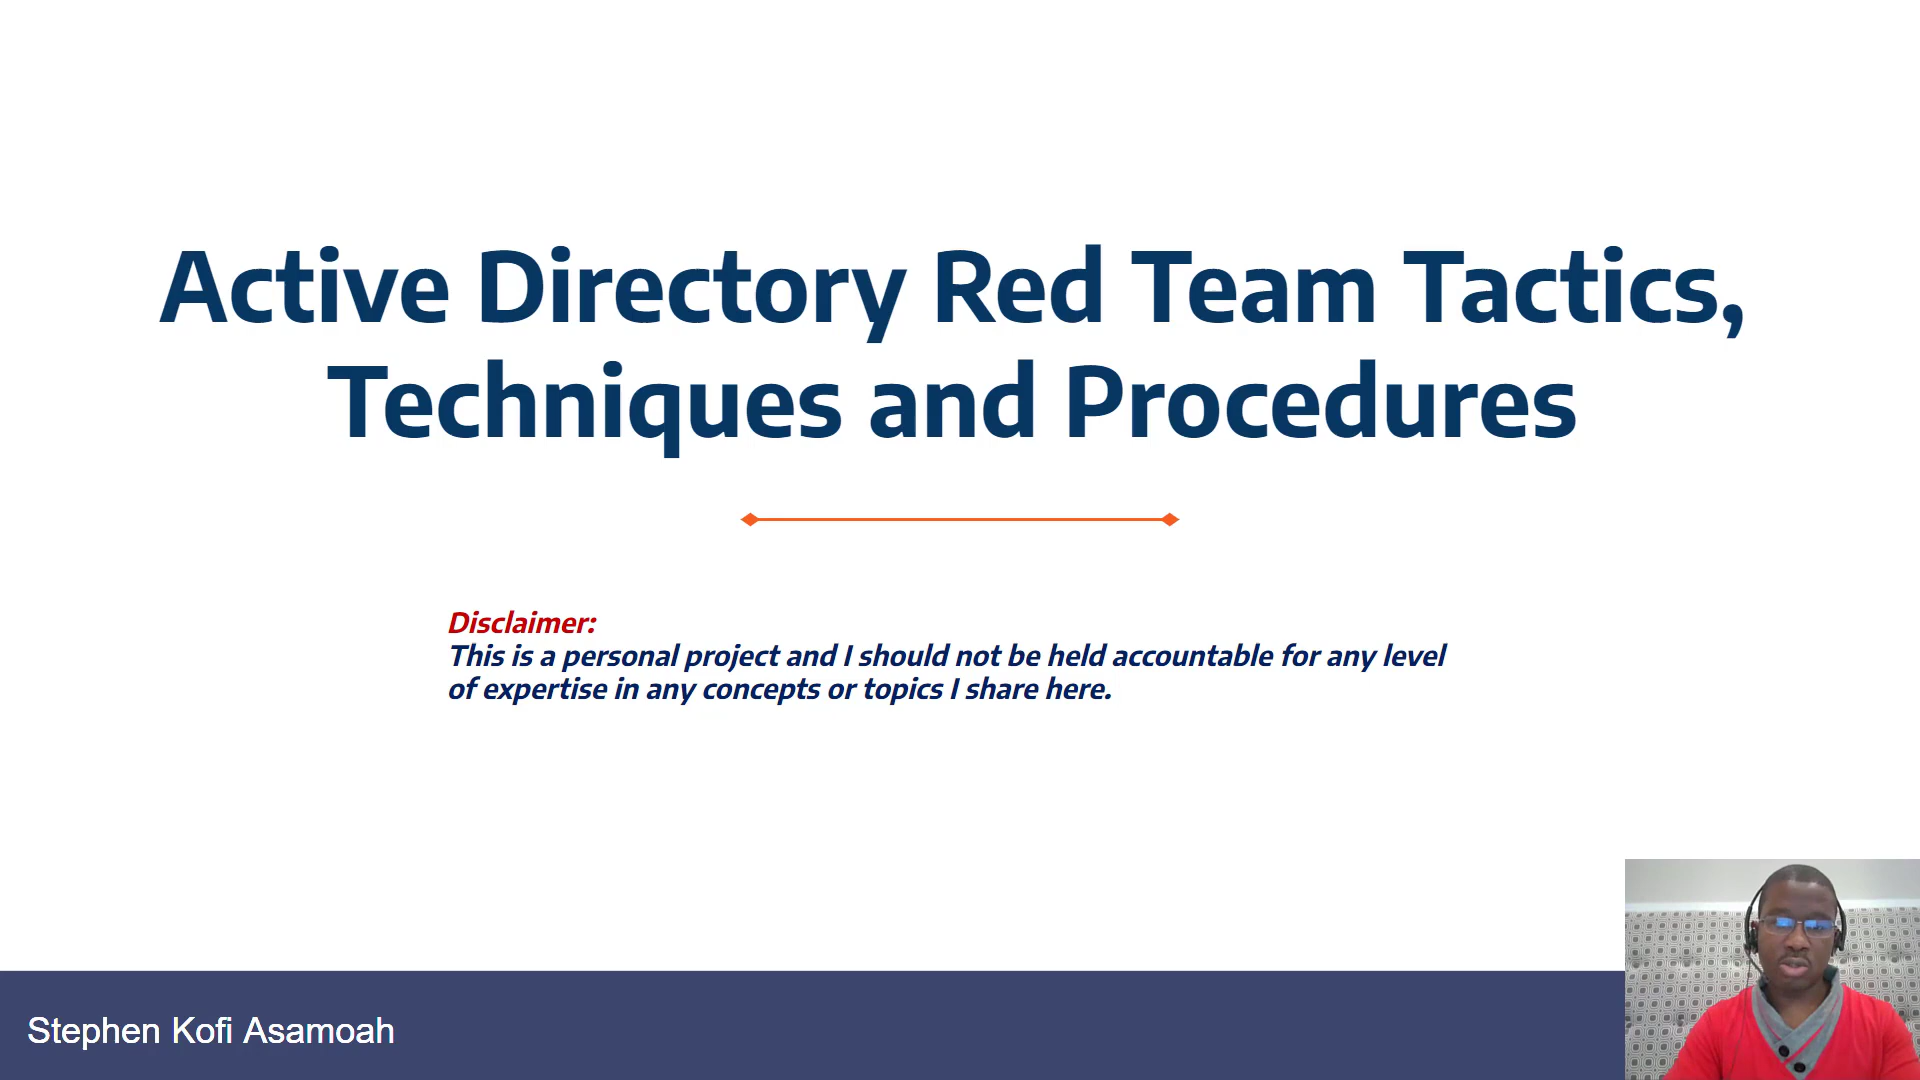 Active Directory Red Team Tactics,
Techniques and Procedures
Disclaimer:
This is a personal project and I should not be held accountable for any level
of expertise in any concepts or topics I share here.
Stephen Kofi Asamoah